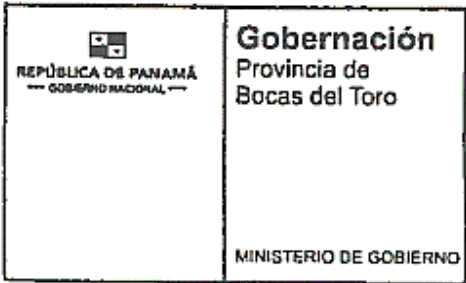 REPÚBLICA DE PANAMÁ
GOBIERNO NACIONAL
Gobernación
Provincia de
Bocas del Toro
MINISTERIO DE GOBIERNO